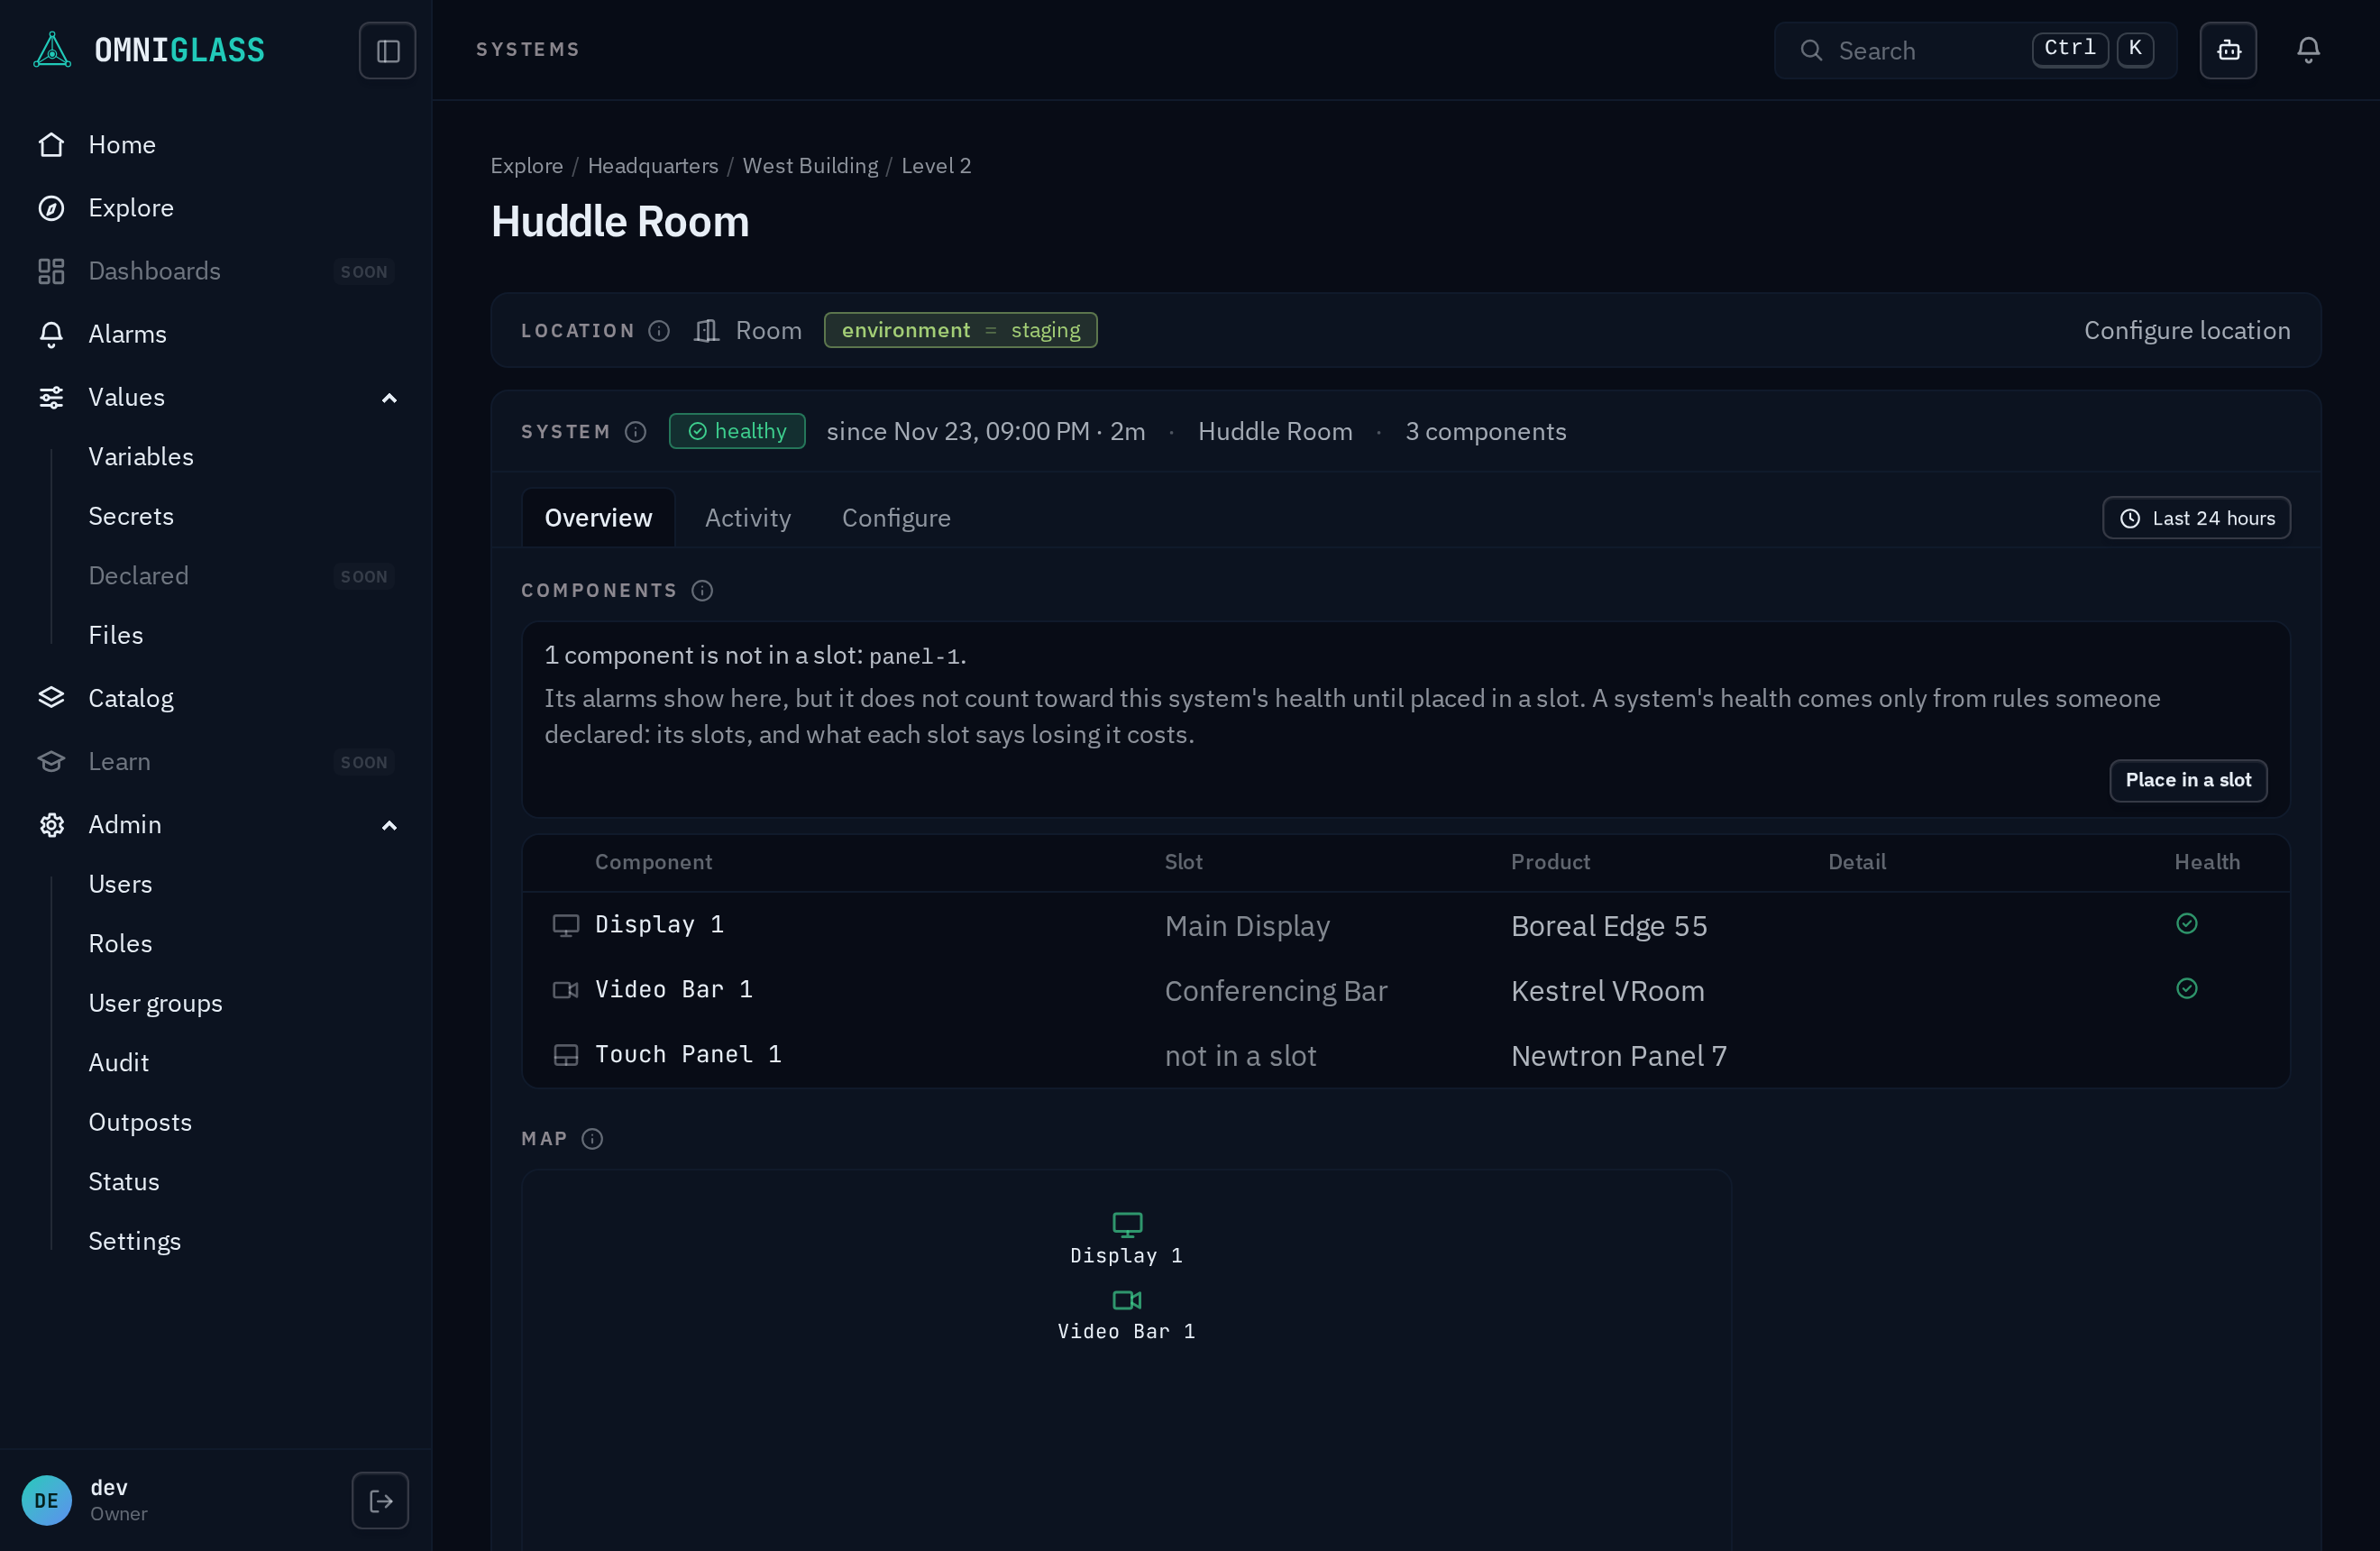 OMNIGLASS
SYSTEMS
Search
Ctrl K
Home
Explore
Dashboards SOON
Alarms
Values
Variables
Secrets
Declared SOON
Files
Catalog
Learn SOON
Admin
Users
Roles
User groups
Audit
Outposts
Status
Settings
DE
dev
Owner
Explore / Headquarters / West Building / Level 2
Huddle Room
LOCATION Room environment = staging Configure location
SYSTEM healthy since Nov 23, 09:00 PM · 2m · Huddle Room · 3 components
Overview Activity Configure Last 24 hours
COMPONENTS
1 component is not in a slot: panel-1.
Its alarms show here, but it does not count toward this system's health until placed in a slot. A system's health comes only from rules someone
declared: its slots, and what each slot says losing it costs.
Place in a slot
Component Slot Product Detail Health
Display 1 Main Display Boreal Edge 55
Video Bar 1 Conferencing Bar Kestrel VRoom
Touch Panel 1 not in a slot Newtron Panel 7
MAP
Display 1
Video Bar 1